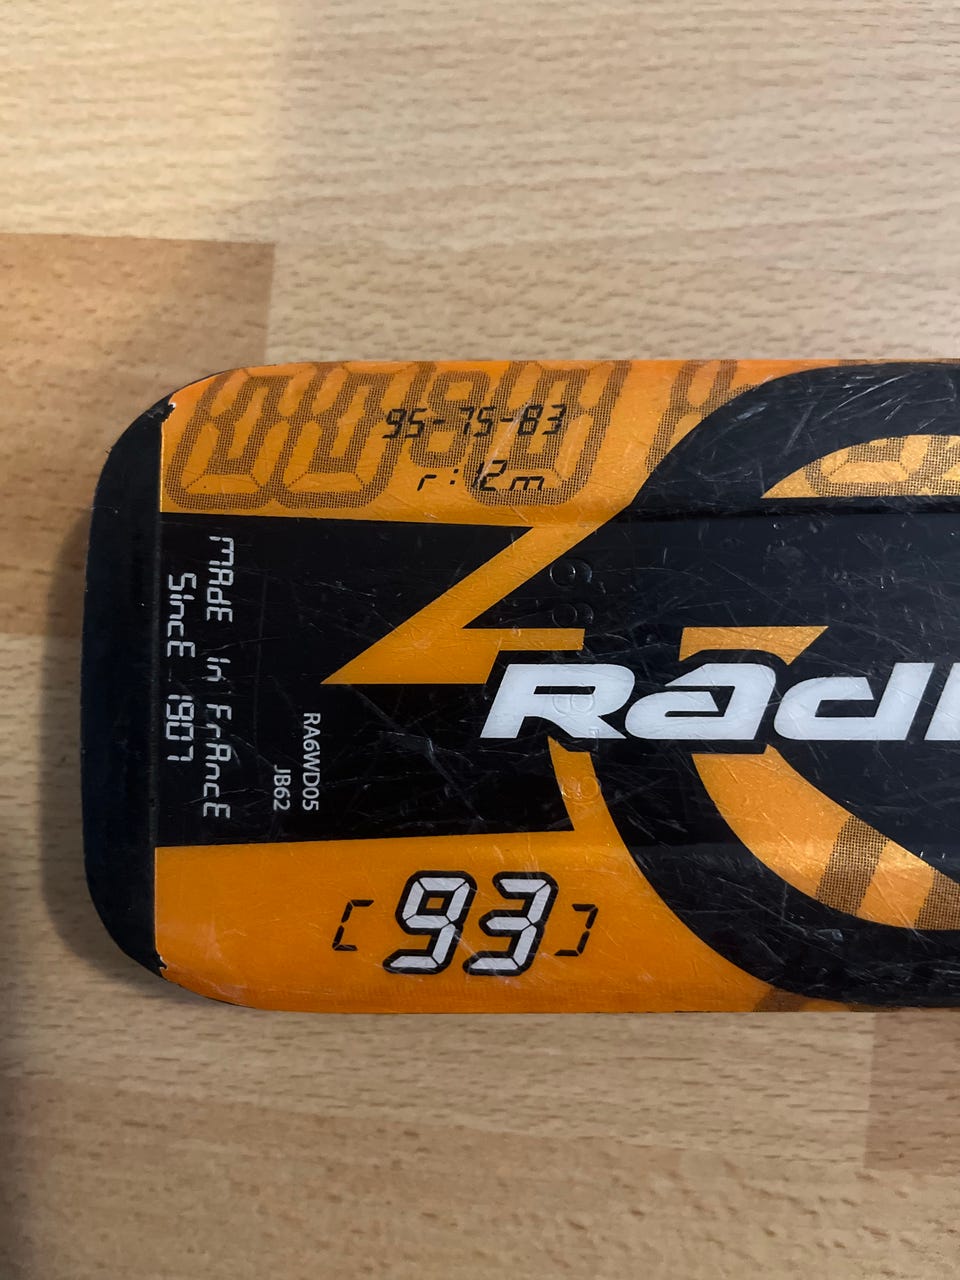 95-75-83
r:12m
MAdE in FrAncE
SincE 1907
RA6WD05
JB62
Radi
[93]